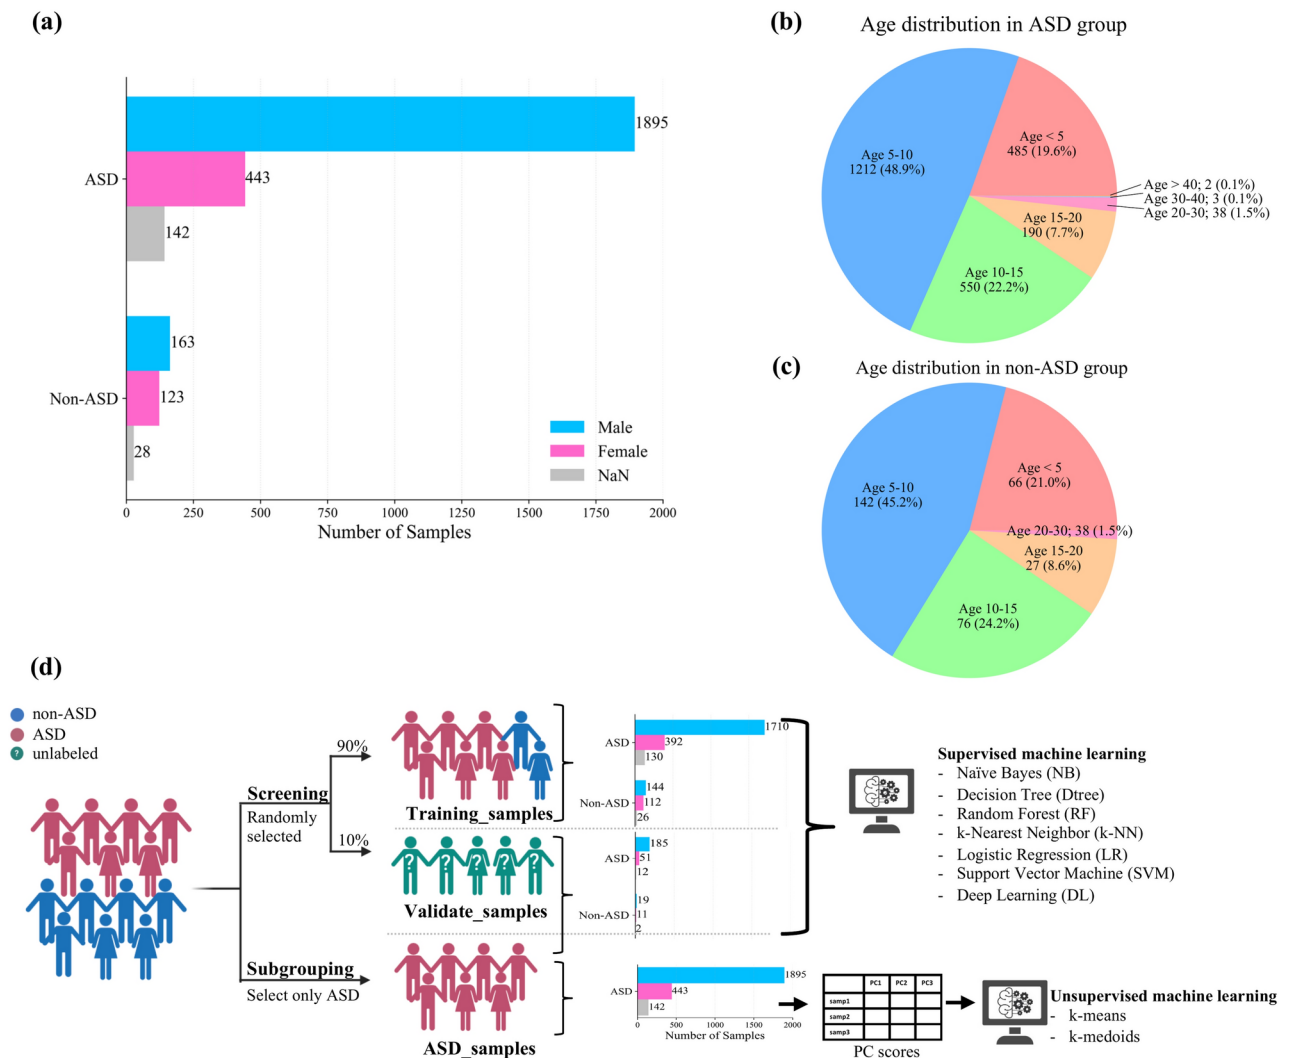 (a)
1895
ASD
443
142
163
Non-ASD
123
28
Male
Female
NaN
0
250
500
750
1000
1250
1500
1750
2000
Number of Samples
(b)
Age distribution in ASD group
Age < 5
485 (19.6%)
Age 5-10
1212 (48.9%)
Age > 40; 2 (0.1%)
Age 30-40; 3 (0.1%)
Age 20-30; 38 (1.5%)
Age 15-20
190 (7.7%)
Age 10-15
550 (22.2%)
(c)
Age distribution in non-ASD group
Age < 5
66 (21.0%)
Age 5-10
142 (45.2%)
Age 20-30; 38 (1.5%)
Age 15-20
27 (8.6%)
Age 10-15
76 (24.2%)
(d)
non-ASD
ASD
? unlabeled
Screening
Randomly
selected
90%
10%
Training_samples
? ? ? ? ?
Validate_samples
Subgrouping
Select only ASD
ASD_samples
1710
ASD
392
130
144
Non-ASD
112
26
185
ASD
51
12
19
Non-ASD
11
2
1895
ASD
443
142
0
500
1000
1500
2000
Number of Samples
Supervised machine learning
- Naïve Bayes (NB)
- Decision Tree (Dtree)
- Random Forest (RF)
- k-Nearest Neighbor (k-NN)
- Logistic Regression (LR)
- Support Vector Machine (SVM)
- Deep Learning (DL)
PC1 PC2 PC3
samp1
samp2
samp3
PC scores
Unsupervised machine learning
- k-means
- k-medoids